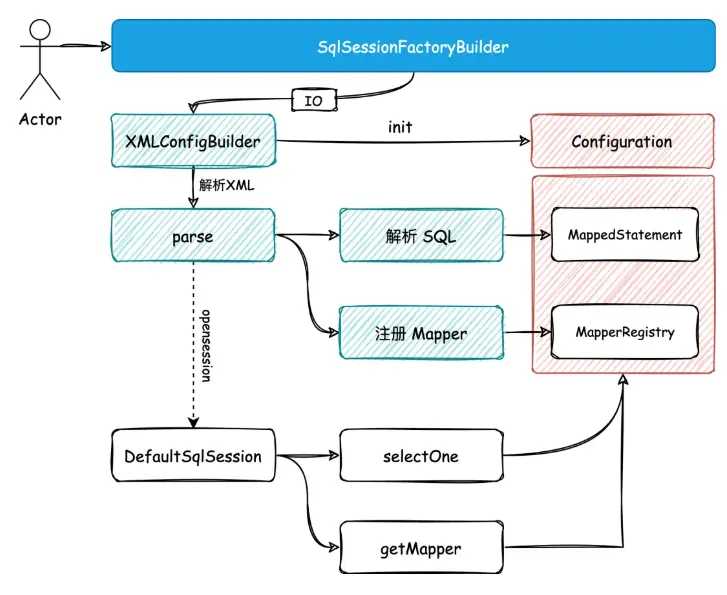 SqlSessionFactoryBuilder
Actor
IO
XMLConfigBuilder
init
Configuration
解析XML
parse
解析 SQL
MappedStatement
注册 Mapper
MapperRegistry
opensession
DefaultSqlSession
selectOne
getMapper